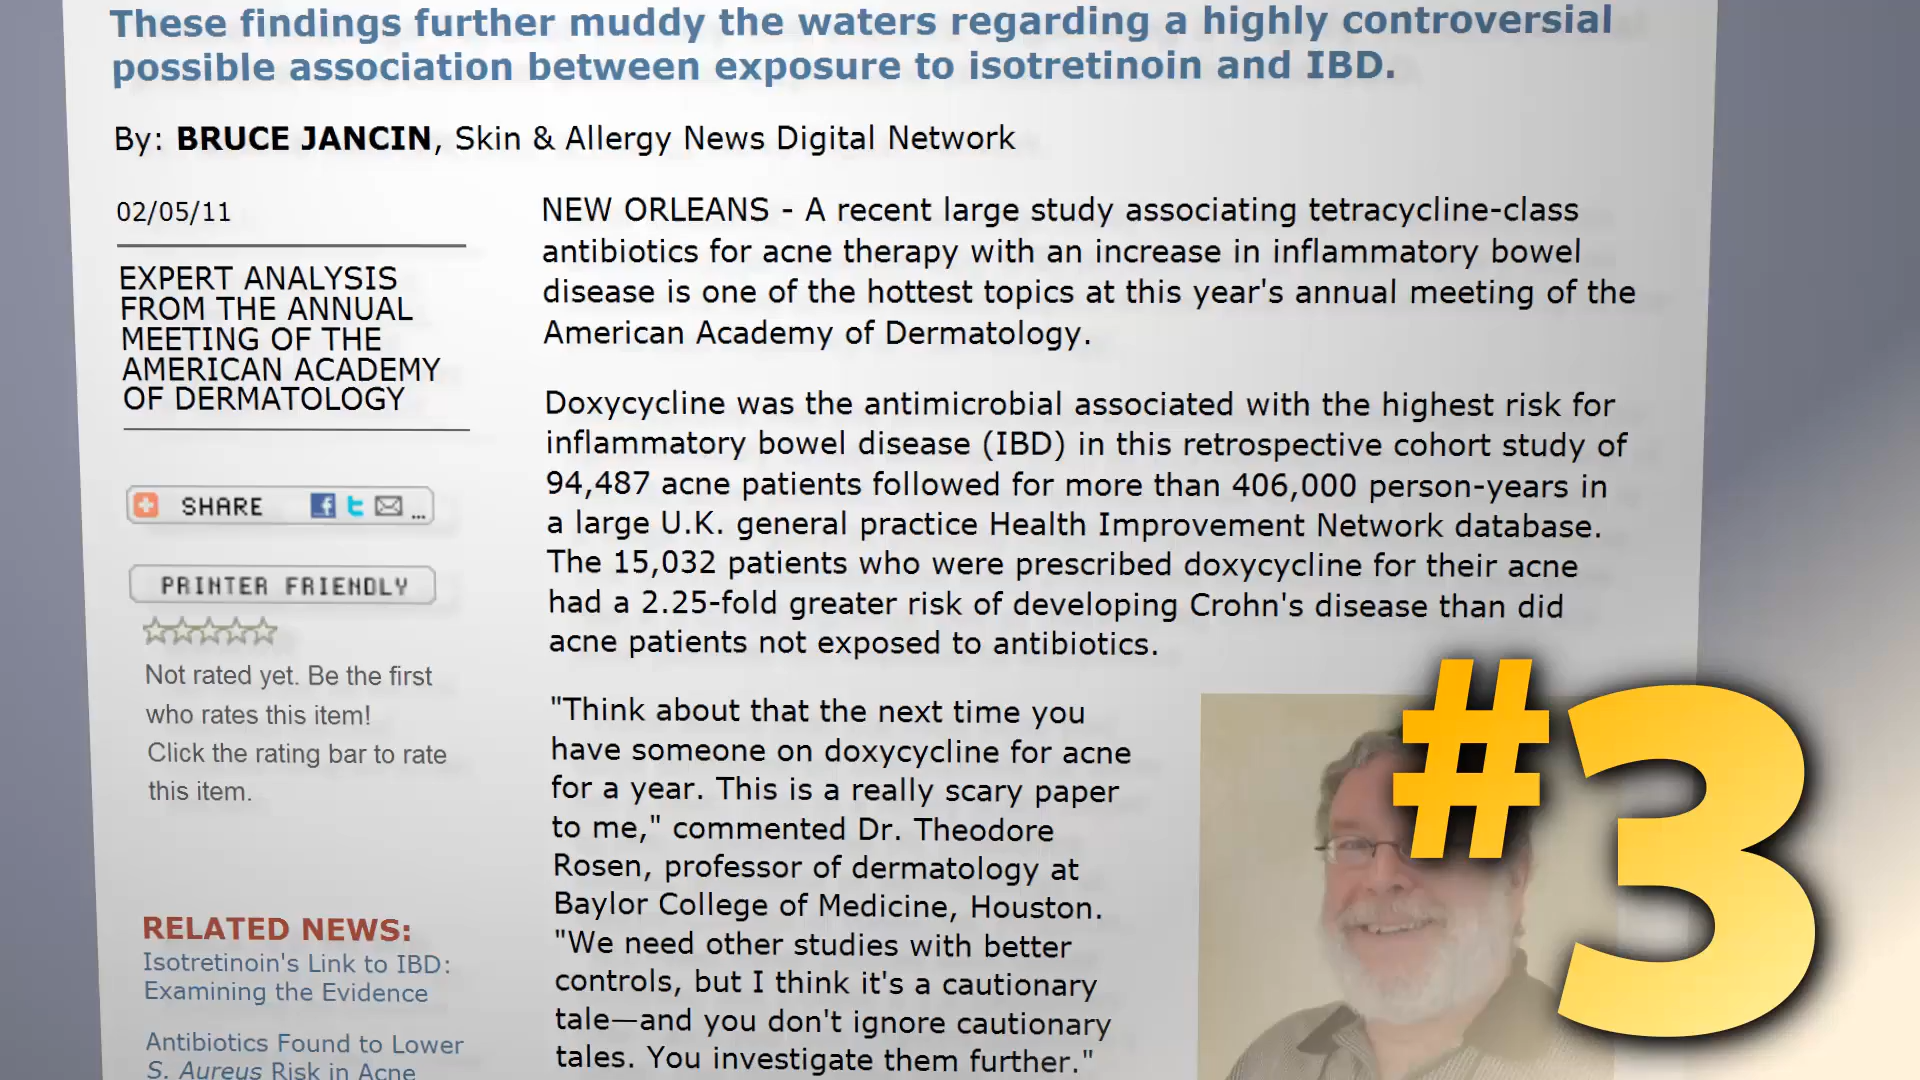 These findings further muddy the waters regarding a highly controversial
possible association between exposure to isotretinoin and IBD.
By: BRUCE JANCIN, Skin & Allergy News Digital Network
02/05/11
EXPERT ANALYSIS
FROM THE ANNUAL
MEETING OF THE
AMERICAN ACADEMY
OF DERMATOLOGY
SHARE ...
PRINTER FRIENDLY
Not rated yet. Be the first
who rates this item!
Click the rating bar to rate
this item.
RELATED NEWS:
Isotretinoin's Link to IBD:
Examining the Evidence
Antibiotics Found to Lower
S. Aureus Risk in Acne
NEW ORLEANS - A recent large study associating tetracycline-class
antibiotics for acne therapy with an increase in inflammatory bowel
disease is one of the hottest topics at this year's annual meeting of the
American Academy of Dermatology.
Doxycycline was the antimicrobial associated with the highest risk for
inflammatory bowel disease (IBD) in this retrospective cohort study of
94,487 acne patients followed for more than 406,000 person-years in
a large U.K. general practice Health Improvement Network database.
The 15,032 patients who were prescribed doxycycline for their acne
had a 2.25-fold greater risk of developing Crohn's disease than did
acne patients not exposed to antibiotics.
"Think about that the next time you
have someone on doxycycline for acne
for a year. This is a really scary paper
to me," commented Dr. Theodore
Rosen, professor of dermatology at
Baylor College of Medicine, Houston.
"We need other studies with better
controls, but I think it's a cautionary
tale—and you don't ignore cautionary
tales. You investigate them further."
#3